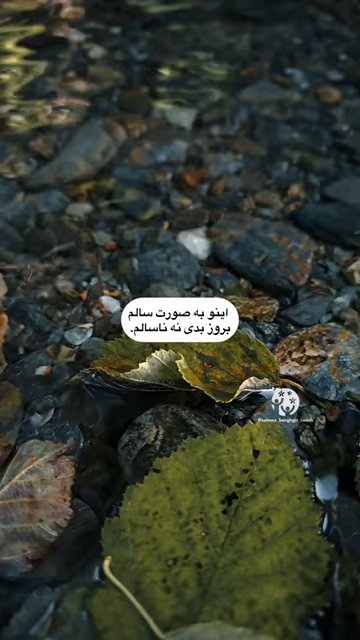 اینو به صورت سالم
بروز بدی نه ناسالم.